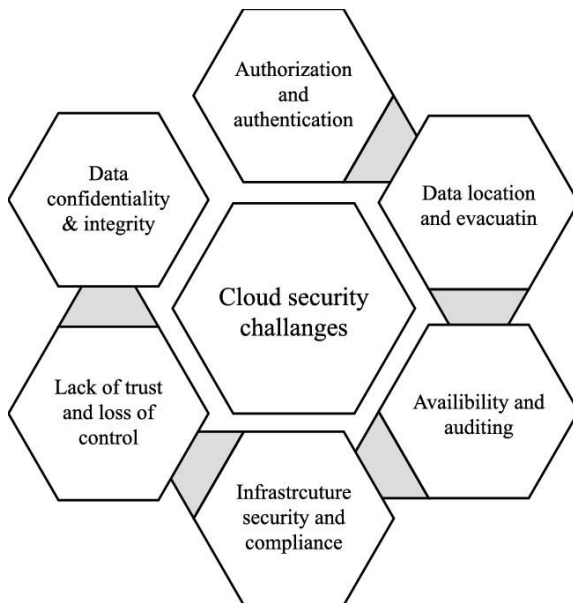 Authorization
and
authentication
Data
confidentiality
& integrity
Data location
and evacuatin
Cloud security
challanges
Lack of trust
and loss of
control
Availibility and
auditing
Infrastrcuture
security and
compliance